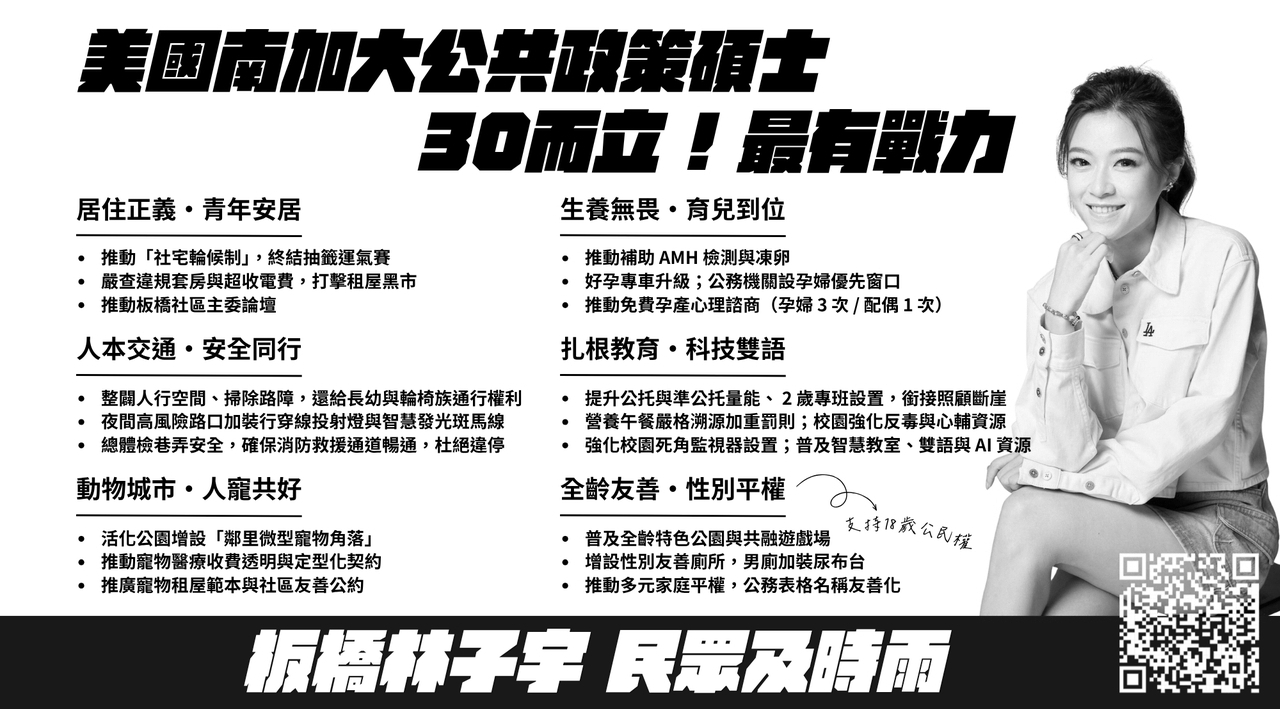 美國南加大公共政策碩士
30而立！最有戰力
居住正義・青年安居
• 推動「社宅輪候制」，終結抽籤運氣賽
• 嚴查違規套房與超收電費，打擊租屋黑市
• 推動板橋社區主委論壇
人本交通・安全同行
• 整闢人行空間、掃除路障，還給長幼與輪椅族通行權利
• 夜間高風險路口加裝行穿線投射燈與智慧發光斑馬線
• 總體檢巷弄安全，確保消防救援通道暢通，杜絕違停
動物城市・人寵共好
• 活化公園增設「鄰里微型寵物角落」
• 推動寵物醫療收費透明與定型化契約
• 推廣寵物租屋範本與社區友善公約
生養無畏・育兒到位
• 推動補助 AMH 檢測與凍卵
• 好孕專車升級；公務機關設孕婦優先窗口
• 推動免費孕產心理諮商（孕婦 3 次 / 配偶 1 次）
扎根教育・科技雙語
• 提升公托與準公托量能、 2 歲專班設置，銜接照顧斷崖
• 營養午餐嚴格溯源加重罰則；校園強化反毒與心輔資源
• 強化校園死角監視器設置；普及智慧教室、雙語與 AI 資源
全齡友善・性別平權
支持18歲公民權
• 普及全齡特色公園與共融遊戲場
• 增設性別友善廁所，男廁加裝尿布台
• 推動多元家庭平權，公務表格名稱友善化
LA
板橋林子宇 民眾及時雨